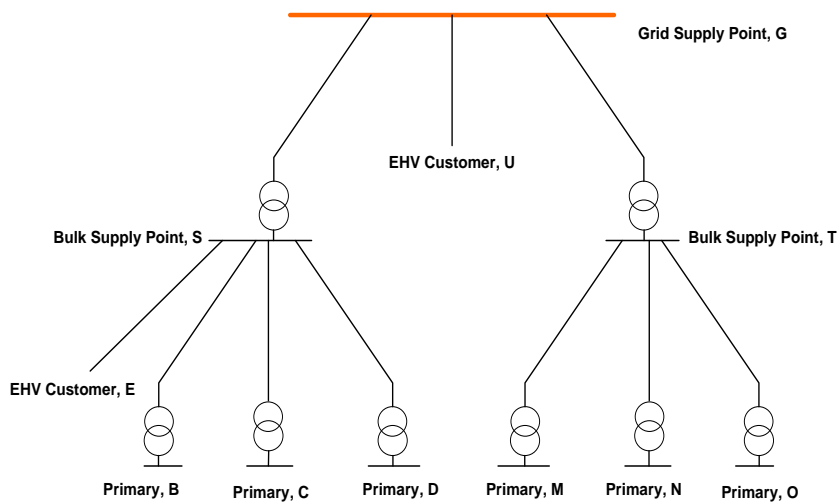 Grid Supply Point, G
EHV Customer, U
Bulk Supply Point, S
Bulk Supply Point, T
EHV Customer, E
Primary, B
Primary, C
Primary, D
Primary, M
Primary, N
Primary, O